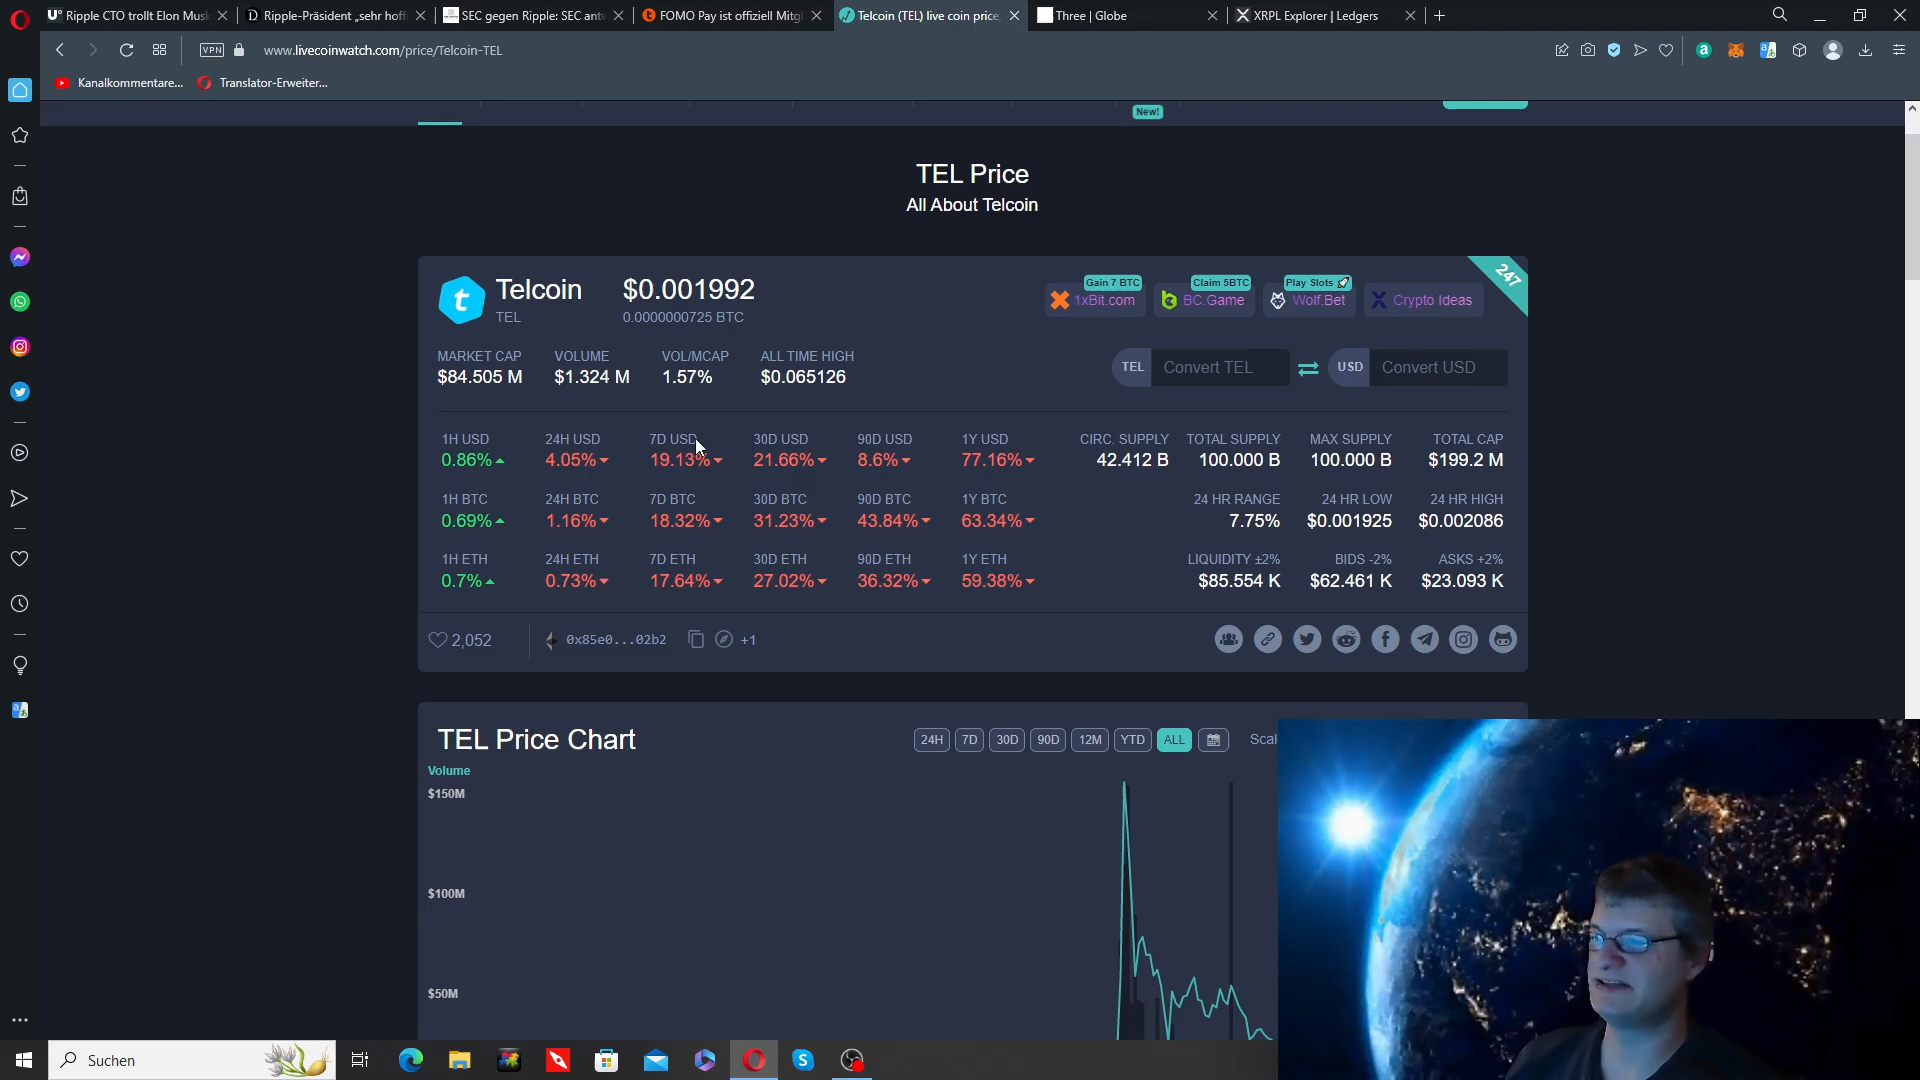 Ripple CTO trollt Elon Musk
Ripple-Präsident „sehr hoff
SEC gegen Ripple: SEC ant
FOMO Pay ist offiziell Mitgl
Telcoin (TEL) live coin price,
Three | Globe
XRPL Explorer | Ledgers
VPN
www.livecoinwatch.com/price/Telcoin-TEL
Kanalkommentare...
Translator-Erweiter...
New!
TEL Price
All About Telcoin
247
Telcoin
TEL
$0.001992
0.0000000725 BTC
Gain 7 BTC
1xBit.com
Claim 5BTC
BC.Game
Play Slots 🚀
Wolf.Bet
Crypto Ideas
MARKET CAP VOLUME VOL/MCAP ALL TIME HIGH
$84.505 M $1.324 M 1.57% $0.065126
TEL Convert TEL USD Convert USD
1H USD 24H USD 7D USD 30D USD 90D USD 1Y USD CIRC. SUPPLY TOTAL SUPPLY MAX SUPPLY TOTAL CAP
0.86% 4.05% 19.13% 21.66% 8.6% 77.16% 42.412 B 100.000 B 100.000 B $199.2 M
1H BTC 24H BTC 7D BTC 30D BTC 90D BTC 1Y BTC 24 HR RANGE 24 HR LOW 24 HR HIGH
0.69% 1.16% 18.32% 31.23% 43.84% 63.34% 7.75% $0.001925 $0.002086
1H ETH 24H ETH 7D ETH 30D ETH 90D ETH 1Y ETH LIQUIDITY ±2% BIDS -2% ASKS +2%
0.7% 0.73% 17.64% 27.02% 36.32% 59.38% $85.554 K $62.461 K $23.093 K
2,052 0x85e0...02b2 +1
TEL Price Chart
24H 7D 30D 90D 12M YTD ALL Scal
Volume
$150M
$100M
$50M
Suchen